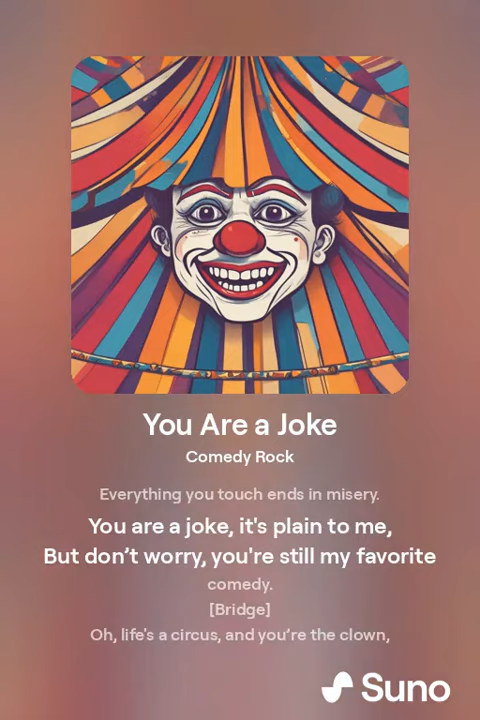 You Are a Joke
Comedy Rock
Everything you touch ends in misery.
You are a joke, it's plain to me,
But don’t worry, you're still my favorite
comedy.
[Bridge]
Oh, life's a circus, and you’re the clown,
Suno